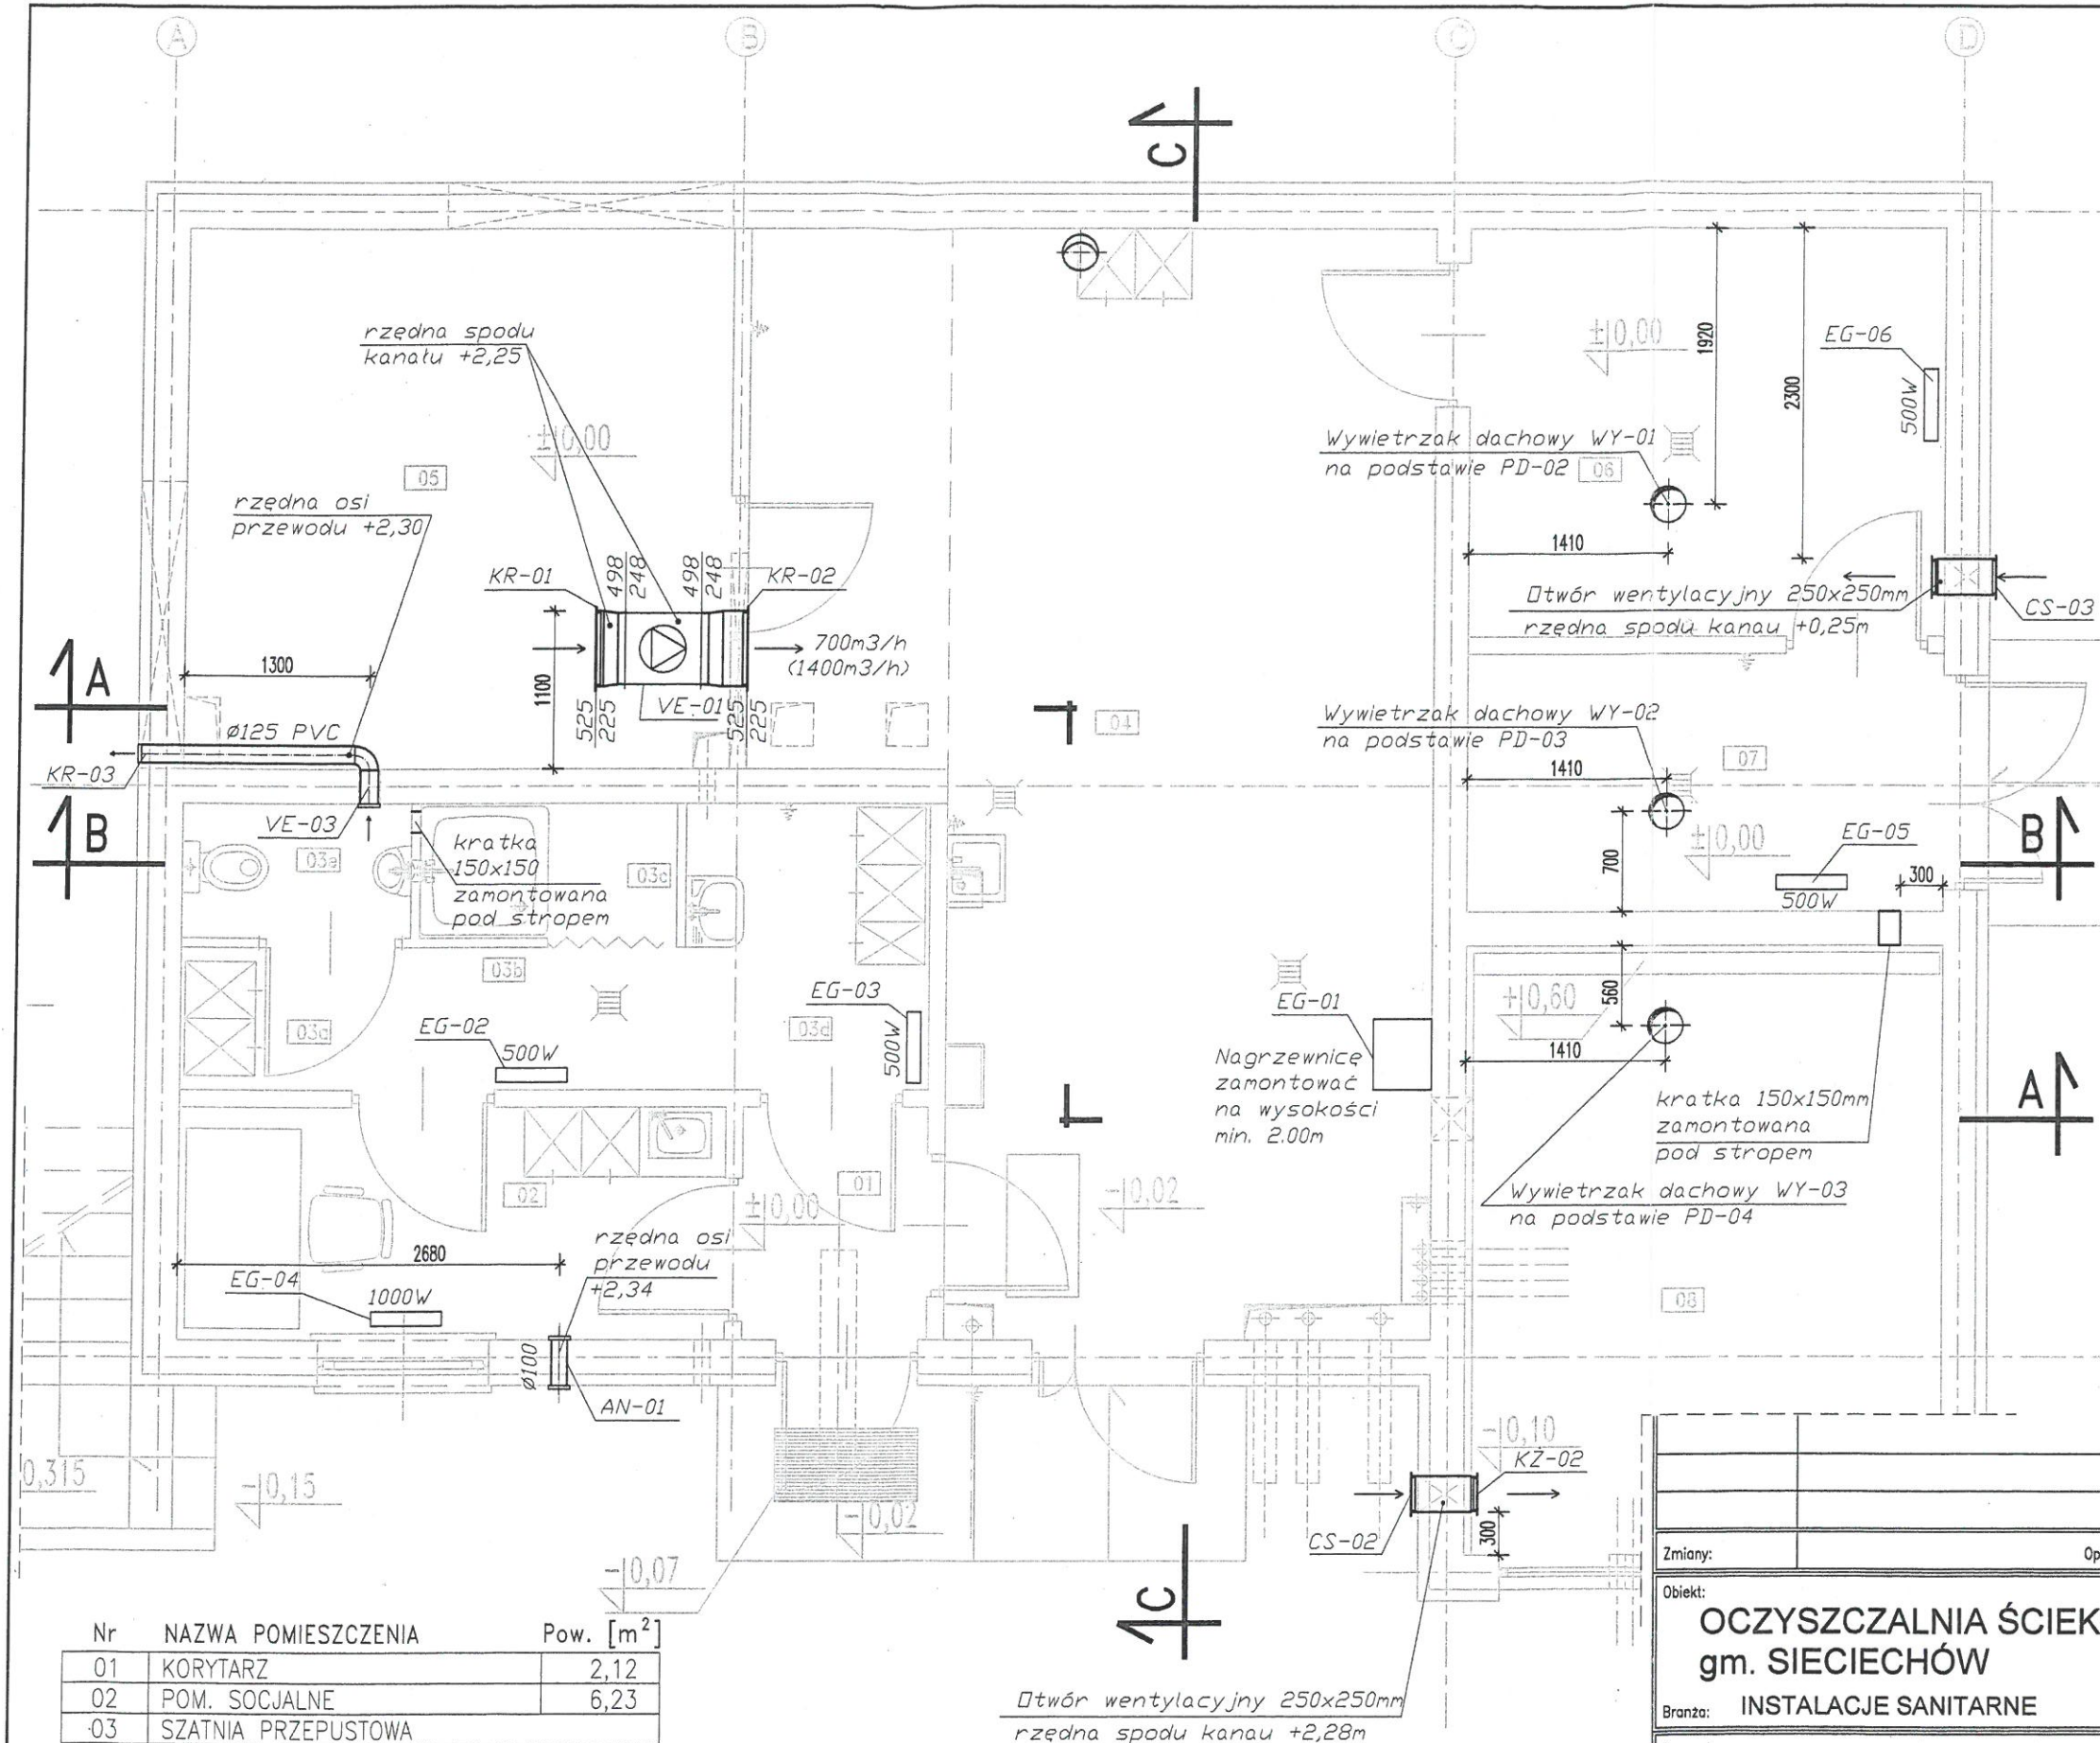 A
B
C
D
C
rzędna spodu
kanału +2,25
±0,00
05
rzędna osi
przewodu +2,30
KR-01
498
248
498
248
KR-02
700m3/h
(1400m3/h)
1100
525
225
VE-01
525
225
1300
A
ø125 PVC
KR-03
B
VE-03
±0,00
1920
2300
EG-06
500W
Wywietrzak dachowy WY-01
na podstawie PD-02
06
1410
Otwór wentylacyjny 250x250mm
rzędna spodu kanau +0,25m
CS-03
04
Wywietrzak dachowy WY-02
na podstawie PD-03
1410
07
±0,00
700
EG-05
500W
300
B
kratka
150x150
zamontowana
pod stropem
03c
03b
EG-02
500W
EG-03
500W
03d
EG-01
Nagrzewnicę
zamontować
na wysokości
min. 2.00m
+0,60
560
1410
A
kratka 150x150mm
zamontowana
pod stropem
Wywietrzak dachowy WY-03
na podstawie PD-04
08
02
01
±0,00
-0,02
2680
rzędna osi
przewodu
+2,34
EG-04
1000W
ø100
AN-01
0,315
-0,15
-0,02
-0,07
-0,10
KŻ-02
CS-02
300
C
Otwór wentylacyjny 250x250mm
rzędna spodu kanau +2,28m
Nr NAZWA POMIESZCZENIA Pow. [m²]
01 KORYTARZ 2,12
02 POM. SOCJALNE 6,23
03 SZATNIA PRZEPUSTOWA
Zmiany: Op
Obiekt:
OCZYSZCZALNIA ŚCIEK
gm. SIECIECHÓW
Branża: INSTALACJE SANITARNE